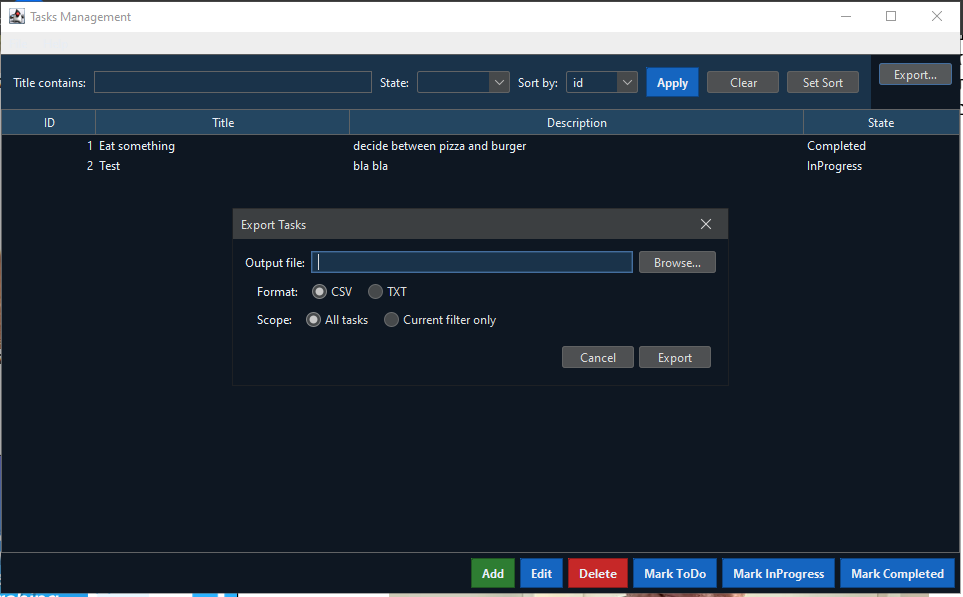 Tasks Management
Title contains: State: Sort by: id Apply Clear Set Sort Export...
ID Title Description State
1 Eat something decide between pizza and burger Completed
2 Test bla bla InProgress
Export Tasks
Output file: Browse...
Format: CSV TXT
Scope: All tasks Current filter only
Cancel Export
Add Edit Delete Mark ToDo Mark InProgress Mark Completed